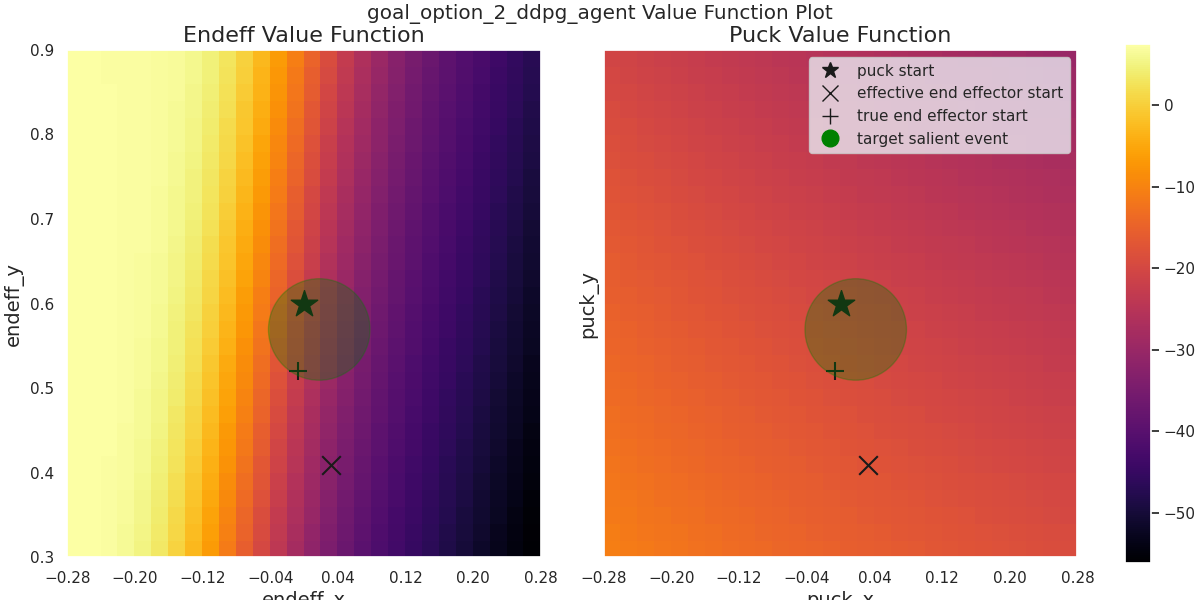 goal_option_2_ddpg_agent Value Function Plot
Endeff Value Function
Puck Value Function
puck start
effective end effector start
true end effector start
target salient event
endeff_y
0.9
0.8
0.7
0.6
0.5
0.4
0.3
−0.28 −0.20 −0.12 −0.04 0.04 0.12 0.20 0.28
endeff_x
puck_y
−0.28 −0.20 −0.12 −0.04 0.04 0.12 0.20 0.28
puck_x
0
−10
−20
−30
−40
−50